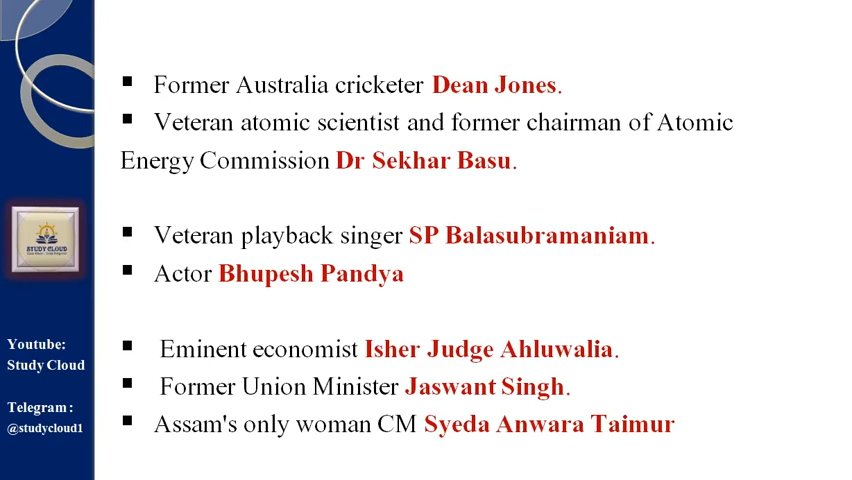 Former Australia cricketer Dean Jones.
Veteran atomic scientist and former chairman of Atomic
Energy Commission Dr Sekhar Basu.
Veteran playback singer SP Balasubramaniam.
Actor Bhupesh Pandya
Eminent economist Isher Judge Ahluwalia.
Former Union Minister Jaswant Singh.
Assam's only woman CM Syeda Anwara Taimur
STUDY CLOUD
Youtube:
Study Cloud
Telegram :
@studycloud1